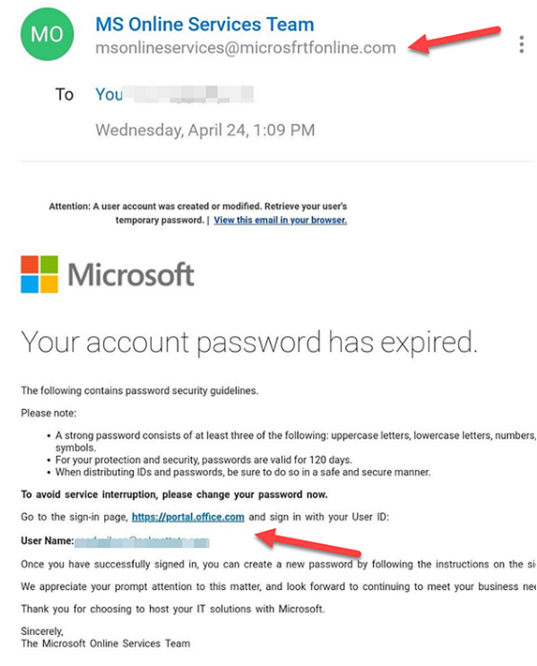 MO
MS Online Services Team
msonlineservices@microsfrtfonline.com
To You
Wednesday, April 24, 1:09 PM
Attention: A user account was created or modified. Retrieve your user's
temporary password. | View this email in your browser.
Microsoft
Your account password has expired.
The following contains password security guidelines.
Please note:
• A strong password consists of at least three of the following: uppercase letters, lowercase letters, numbers,
symbols.
• For your protection and security, passwords are valid for 120 days.
• When distributing IDs and passwords, be sure to do so in a safe and secure manner.
To avoid service interruption, please change your password now.
Go to the sign-in page, https://portal.office.com and sign in with your User ID:
User Name:
Once you have successfully signed in, you can create a new password by following the instructions on the si
We appreciate your prompt attention to this matter, and look forward to continuing to meet your business nee
Thank you for choosing to host your IT solutions with Microsoft.
Sincerely,
The Microsoft Online Services Team